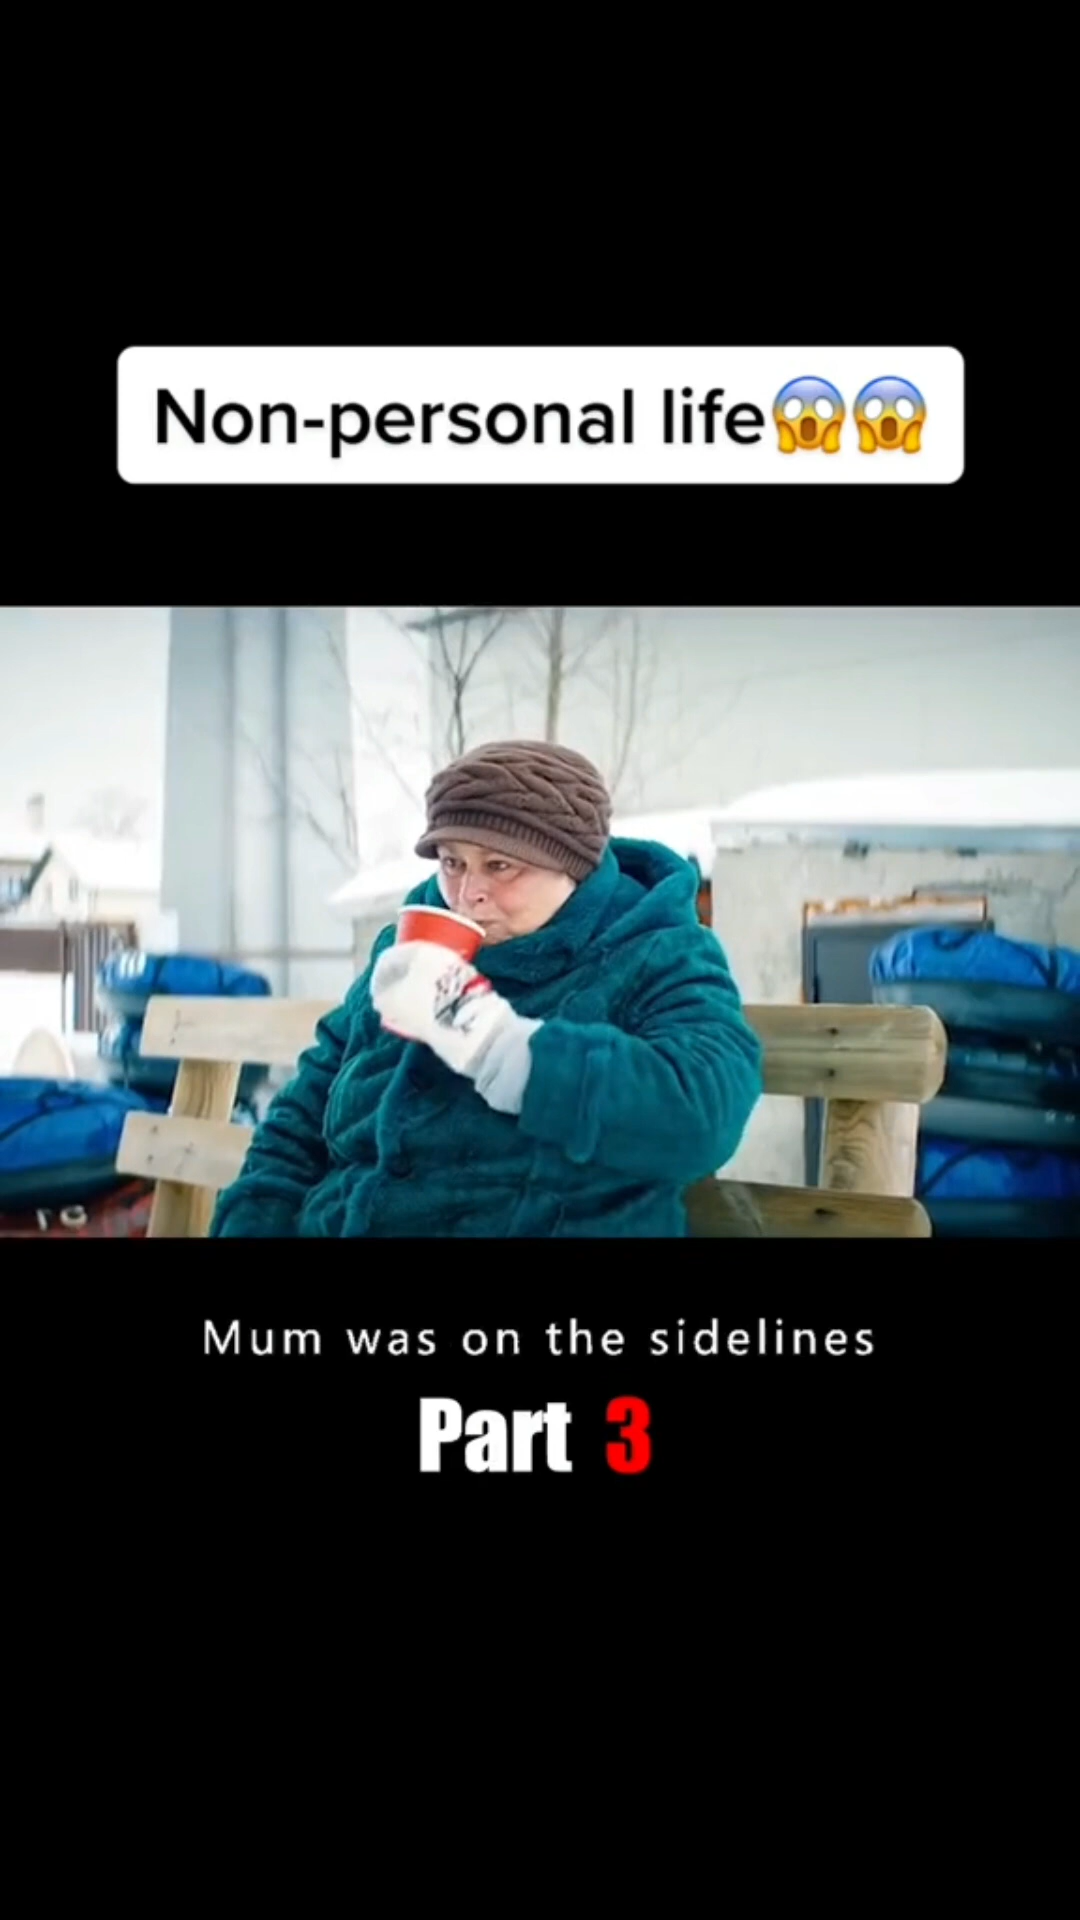 Non-personal life😱😱
Mum was on the sidelines
Part 3